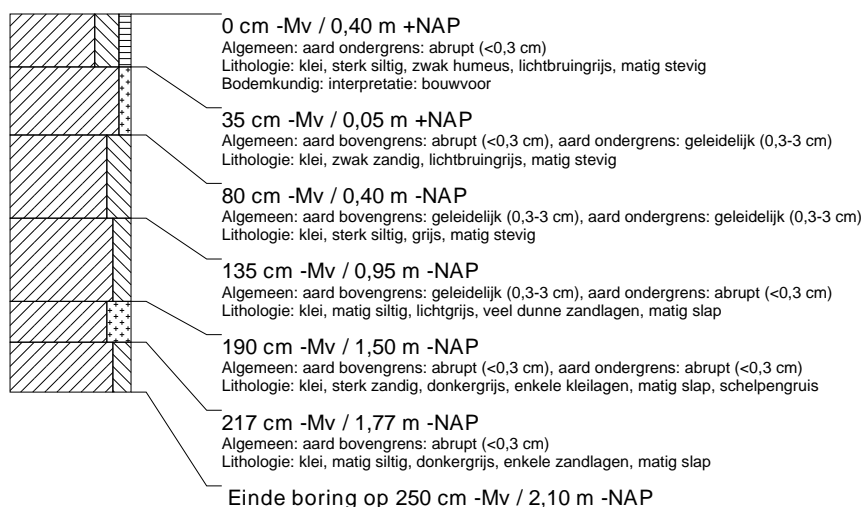 0 cm -Mv / 0,40 m +NAP
Algemeen: aard ondergrens: abrupt (<0,3 cm)
Lithologie: klei, sterk siltig, zwak humeus, lichtbruingrijs, matig stevig
Bodemkundig: interpretatie: bouwvoor
35 cm -Mv / 0,05 m +NAP
Algemeen: aard bovengrens: abrupt (<0,3 cm), aard ondergrens: geleidelijk (0,3-3 cm)
Lithologie: klei, zwak zandig, lichtbruingrijs, matig stevig
80 cm -Mv / 0,40 m -NAP
Algemeen: aard bovengrens: geleidelijk (0,3-3 cm), aard ondergrens: geleidelijk (0,3-3 cm)
Lithologie: klei, sterk siltig, grijs, matig stevig
135 cm -Mv / 0,95 m -NAP
Algemeen: aard bovengrens: geleidelijk (0,3-3 cm), aard ondergrens: abrupt (<0,3 cm)
Lithologie: klei, matig siltig, lichtgrijs, veel dunne zandlagen, matig slap
190 cm -Mv / 1,50 m -NAP
Algemeen: aard bovengrens: abrupt (<0,3 cm), aard ondergrens: abrupt (<0,3 cm)
Lithologie: klei, sterk zandig, donkergrijs, enkele kleilagen, matig slap, schelpengruis
217 cm -Mv / 1,77 m -NAP
Algemeen: aard bovengrens: abrupt (<0,3 cm)
Lithologie: klei, matig siltig, donkergrijs, enkele zandlagen, matig slap
Einde boring op 250 cm -Mv / 2,10 m -NAP